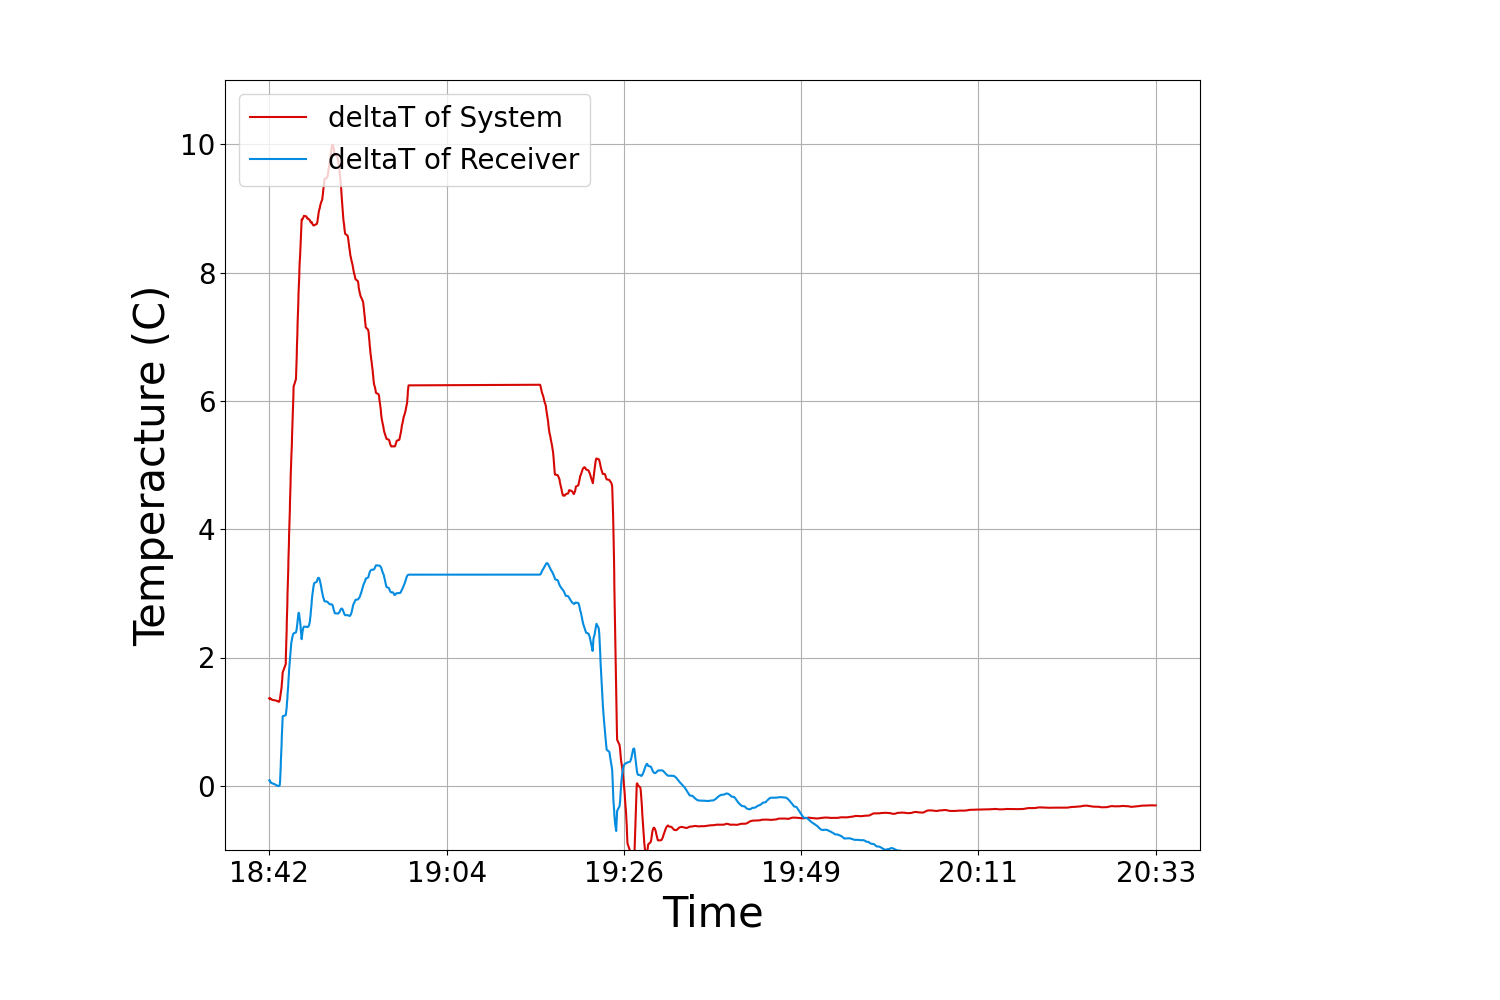 deltaT of System
deltaT of Receiver
10
8
6
4
2
0
Temperacture (C)
18:42 19:04 19:26 19:49 20:11 20:33
Time